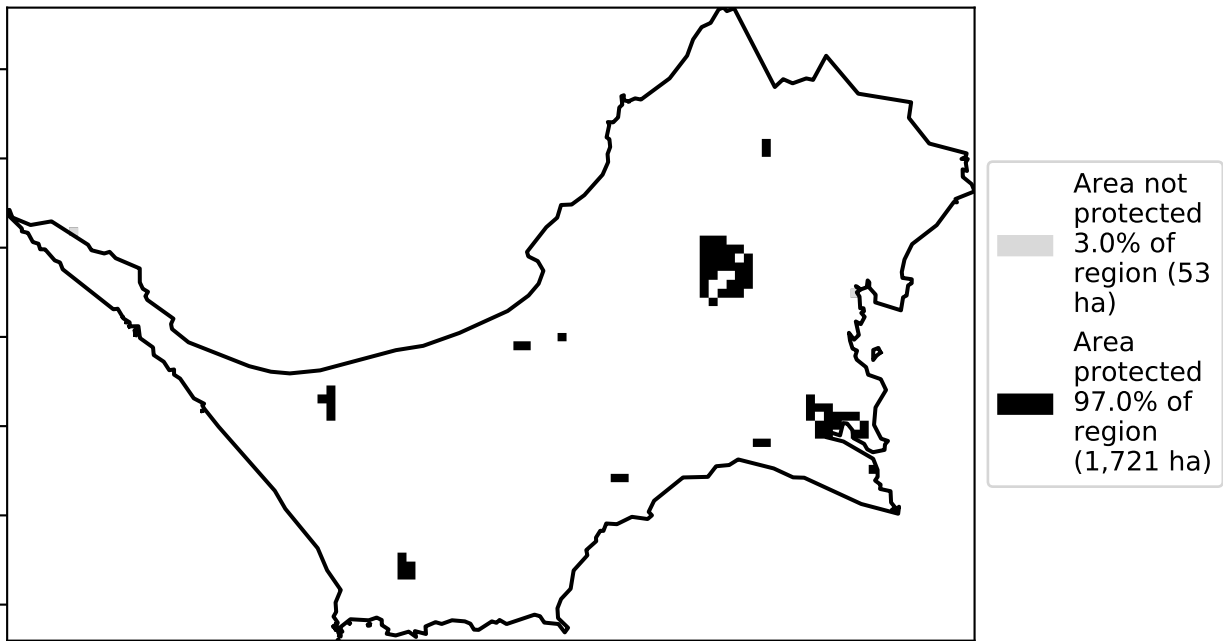 Area not
protected
3.0% of
region (53
ha)
Area
protected
97.0% of
region
(1,721 ha)